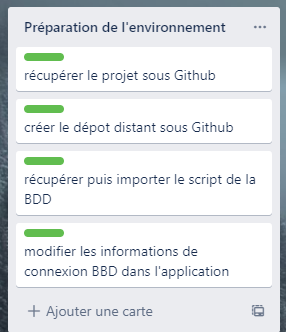 Préparation de l'environnement
récupérer le projet sous Github
créer le dépot distant sous Github
récupérer puis importer le script de la
BDD
modifier les informations de
connexion BBD dans l'application
Ajouter une carte